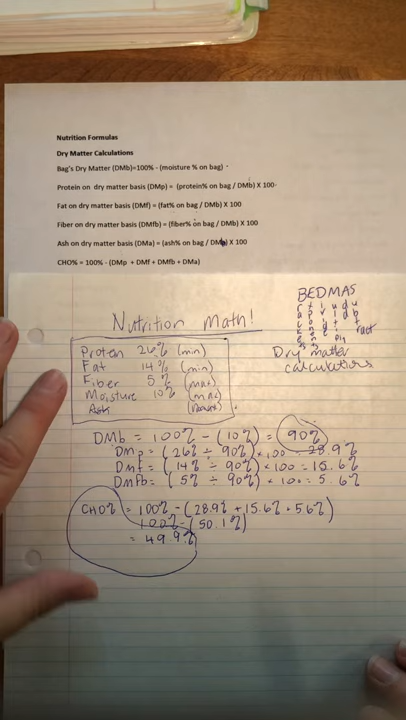 Nutrition Formulas
Dry Matter Calculations
Bag's Dry Matter (DMb)=100% - (moisture % on bag)
Protein on dry matter basis (DMp) = (protein% on bag / DMb) X 100
Fat on dry matter basis (DMf) = (fat% on bag / DMb) X 100
Fiber on dry matter basis (DMfb) = (fiber% on bag / DMb) X 100
Ash on dry matter basis (DMa) = (ash% on bag / DMb) X 100
CHO% = 100% - (DMp + DMf + DMfb + DMa)
BEDMAS
Nutrition Math!
Dry matter
calculations
Protein 26% (min)
Fat 14% (min)
Fiber 5% (max)
Moisture 10% (max)
Ash (max)
DMb = 100% - (10%) = 90%
DMp = (26% ÷ 90%) × 100 = 28.9%
DMf = (14% ÷ 90%) × 100 = 15.6%
DMfb = (5% ÷ 90%) × 100 = 5.6%
CHO% = 100% - (28.9% + 15.6% + 5.6%)
100% - (50.1%)
= 49.9%